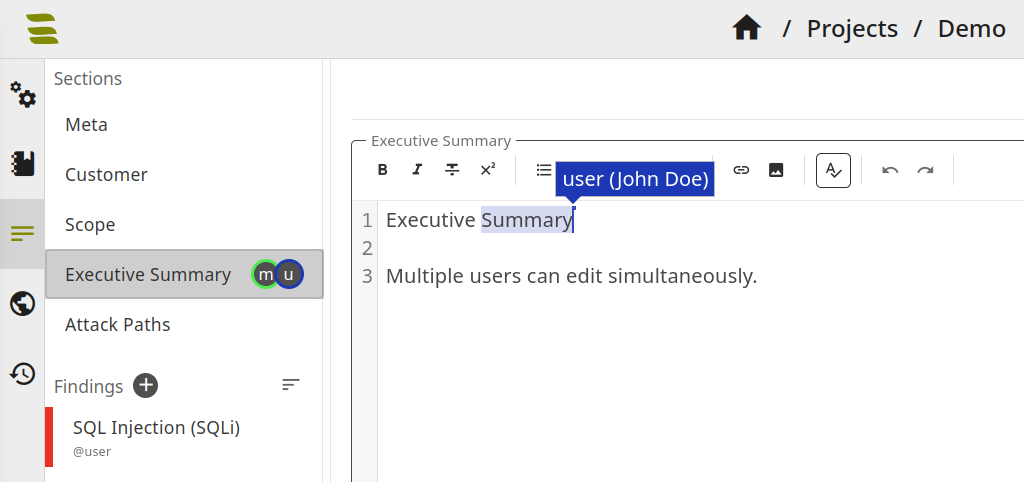 / Projects / Demo
Sections
Meta
Customer
Scope
Executive Summary m u
Attack Paths
Findings
SQL Injection (SQLi)
@user
Executive Summary
B I S X²
user (John Doe)
1 Executive Summary
2
3 Multiple users can edit simultaneously.